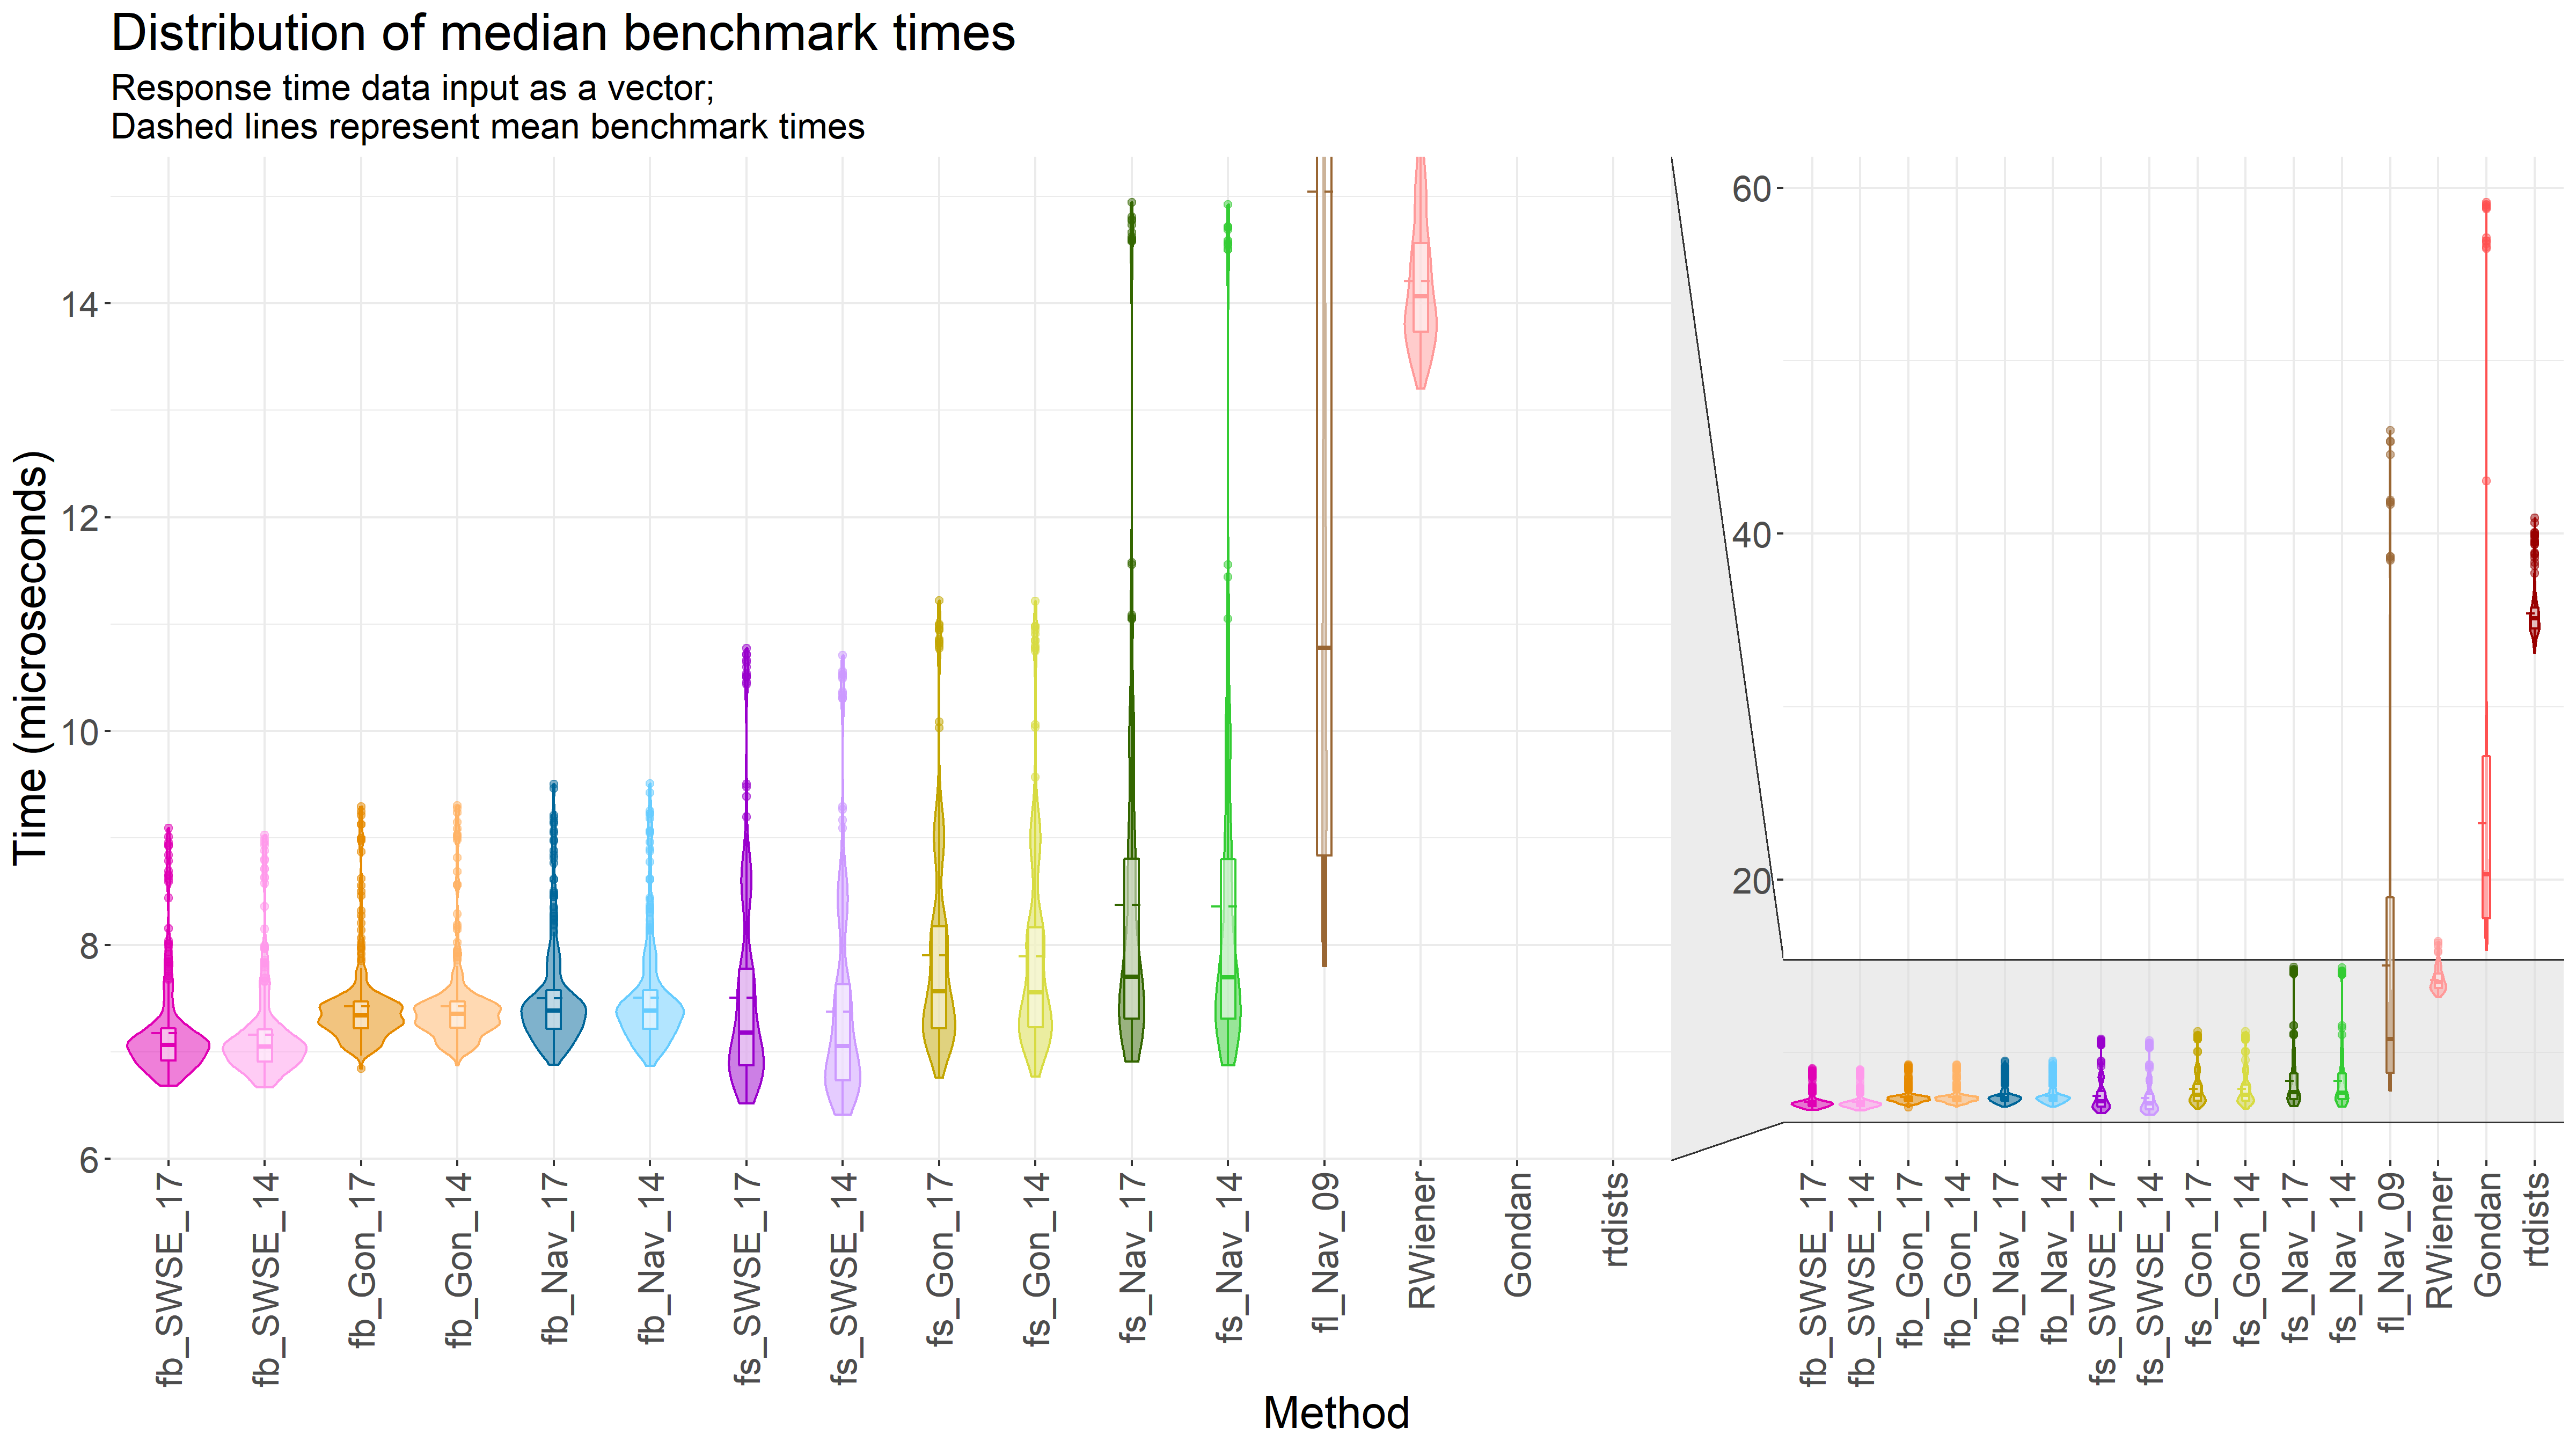 Distribution of median benchmark times
Response time data input as a vector;
Dashed lines represent mean benchmark times
Time (microseconds)
14
12
10
8
6
fb_SWSE_17
fb_SWSE_14
fb_Gon_17
fb_Gon_14
fb_Nav_17
fb_Nav_14
fs_SWSE_17
fs_SWSE_14
fs_Gon_17
fs_Gon_14
fs_Nav_17
fs_Nav_14
fl_Nav_09
RWiener
Gondan
rtdists
60
40
20
fb_SWSE_17
fb_SWSE_14
fb_Gon_17
fb_Gon_14
fb_Nav_17
fb_Nav_14
fs_SWSE_17
fs_SWSE_14
fs_Gon_17
fs_Gon_14
fs_Nav_17
fs_Nav_14
fl_Nav_09
RWiener
Gondan
rtdists
Method